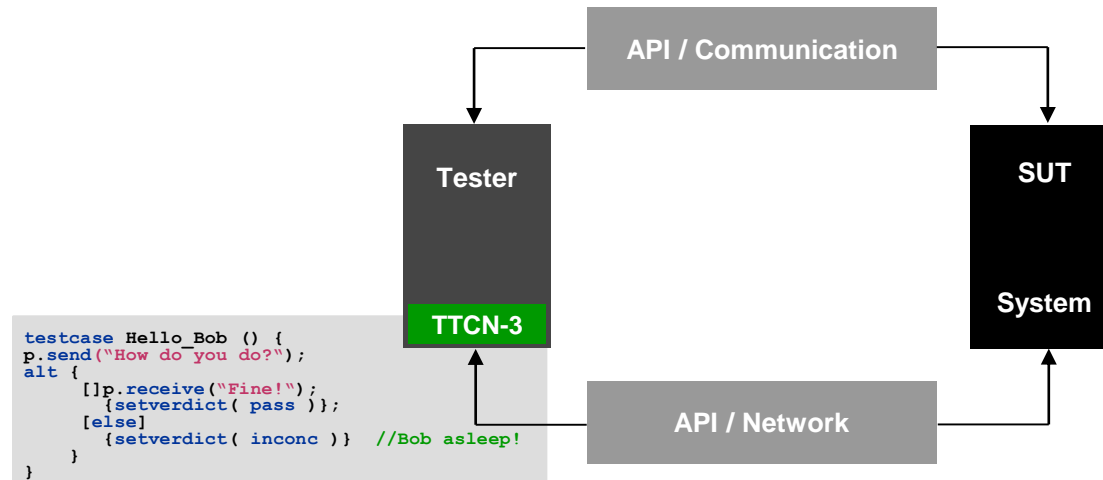 API / Communication
Tester
SUT
System
TTCN-3
testcase Hello_Bob () {
p.send(“How do you do?“);
alt {
[]p.receive(“Fine!“);
{setverdict( pass )};
[else]
{setverdict( inconc )} //Bob asleep!
}
}
API / Network